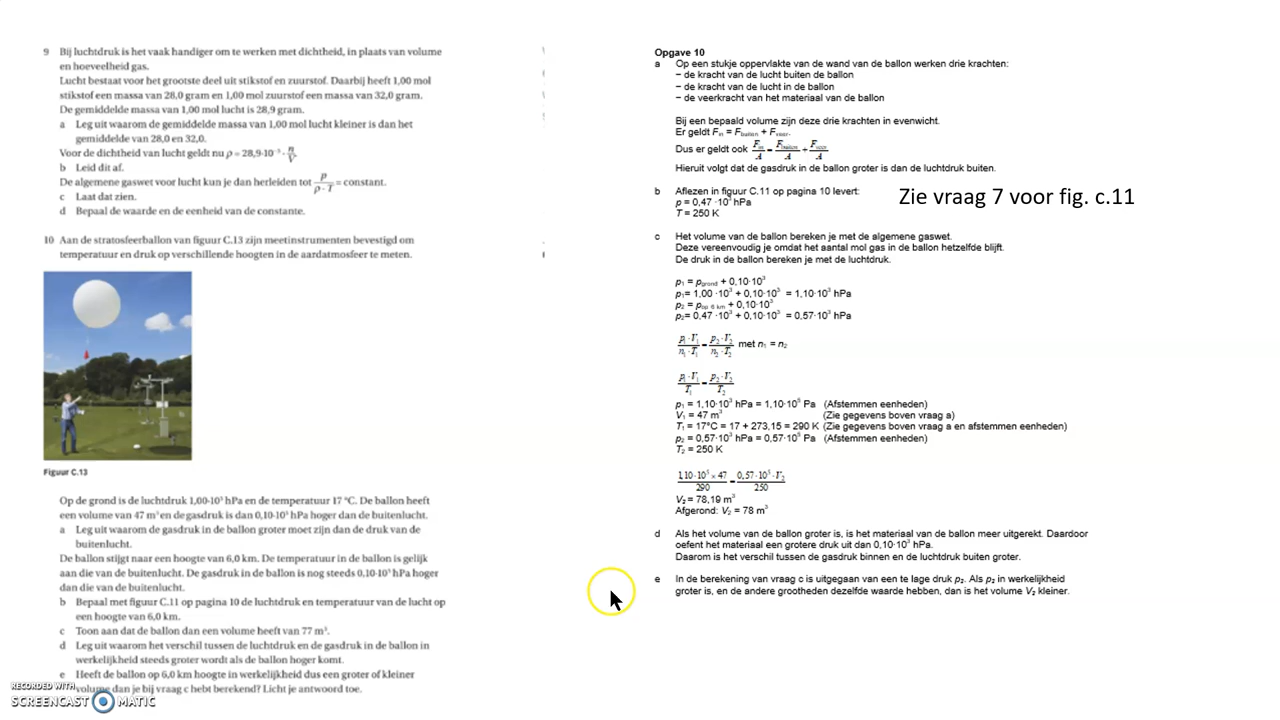 9 Bij luchtdruk is het vaak handiger om te werken met dichtheid, in plaats van volume
en hoeveelheid gas.
Lucht bestaat voor het grootste deel uit stikstof en zuurstof. Daarbij heeft 1,00 mol
stikstof een massa van 28,0 gram en 1,00 mol zuurstof een massa van 32,0 gram.
De gemiddelde massa van 1,00 mol lucht is 28,9 gram.
a Leg uit waarom de gemiddelde massa van 1,00 mol lucht kleiner is dan het
gemiddelde van 28,0 en 32,0.
Voor de dichtheid van lucht geldt nu ρ = 28,9·10⁻³ · n/V.
b Leid dit af.
De algemene gaswet voor lucht kun je dan herleiden tot p/(ρ · T) = constant.
c Laat dat zien.
d Bepaal de waarde en de eenheid van de constante.
10 Aan de stratosfeerballon van figuur C.13 zijn meetinstrumenten bevestigd om
temperatuur en druk op verschillende hoogten in de aardatmosfeer te meten.
Figuur C.13
Op de grond is de luchtdruk 1,00·10³ hPa en de temperatuur 17 °C. De ballon heeft
een volume van 47 m³ en de gasdruk is dan 0,10·10³ hPa hoger dan de buitenlucht.
a Leg uit waarom de gasdruk in de ballon groter moet zijn dan de druk van de
buitenlucht.
De ballon stijgt naar een hoogte van 6,0 km. De temperatuur in de ballon is gelijk
aan die van de buitenlucht. De gasdruk in de ballon is nog steeds 0,10·10³ hPa hoger
dan die van de buitenlucht.
b Bepaal met figuur C.11 op pagina 10 de luchtdruk en temperatuur van de lucht op
een hoogte van 6,0 km.
c Toon aan dat de ballon dan een volume heeft van 77 m³.
d Leg uit waarom het verschil tussen de luchtdruk en de gasdruk in de ballon in
werkelijkheid steeds groter wordt als de ballon hoger komt.
e Heeft de ballon op 6,0 km hoogte in werkelijkheid dus een groter of kleiner
volume dan je bij vraag c hebt berekend? Licht je antwoord toe.
RECORDED WITH
SCREENCAST MATIC
Opgave 10
a Op een stukje oppervlakte van de wand van de ballon werken drie krachten:
− de kracht van de lucht buiten de ballon
− de kracht van de lucht in de ballon
− de veerkracht van het materiaal van de ballon
Bij een bepaald volume zijn deze drie krachten in evenwicht.
Er geldt Fin = Fbuiten + Fveer.
Dus er geldt ook Fin/A = Fbuiten/A + Fveer/A
Hieruit volgt dat de gasdruk in de ballon groter is dan de luchtdruk buiten.
b Aflezen in figuur C.11 op pagina 10 levert:
p = 0,47 ·10³ hPa
T = 250 K
Zie vraag 7 voor fig. c.11
c Het volume van de ballon bereken je met de algemene gaswet.
Deze vereenvoudig je omdat het aantal mol gas in de ballon hetzelfde blijft.
De druk in de ballon bereken je met de luchtdruk.
p₁ = pgrond + 0,10·10³
p₁= 1,00 ·10³ + 0,10·10³ = 1,10·10³ hPa
p₂ = pop 6 km + 0,10·10³
p₂= 0,47 ·10³ + 0,10·10³ = 0,57·10³ hPa
p₁·V₁/n₁·T₁ = p₂·V₂/n₂·T₂ met n₁ = n₂
p₁·V₁/T₁ = p₂·V₂/T₂
p₁ = 1,10·10³ hPa = 1,10·10⁵ Pa (Afstemmen eenheden)
V₁ = 47 m³ (Zie gegevens boven vraag a)
T₁ = 17°C = 17 + 273,15 = 290 K (Zie gegevens boven vraag a en afstemmen eenheden)
p₂ = 0,57·10³ hPa = 0,57·10⁵ Pa (Afstemmen eenheden)
T₂ = 250 K
1,10·10⁵ × 47/290 = 0,57·10⁵ ·V₂/250
V₂ = 78,19 m³
Afgerond: V₂ = 78 m³
d Als het volume van de ballon groter is, is het materiaal van de ballon meer uitgerekt. Daardoor
oefent het materiaal een grotere druk uit dan 0,10·10³ hPa.
Daarom is het verschil tussen de gasdruk binnen en de luchtdruk buiten groter.
e In de berekening van vraag c is uitgegaan van een te lage druk p₂. Als p₂ in werkelijkheid
groter is, en de andere grootheden dezelfde waarde hebben, dan is het volume V₂ kleiner.